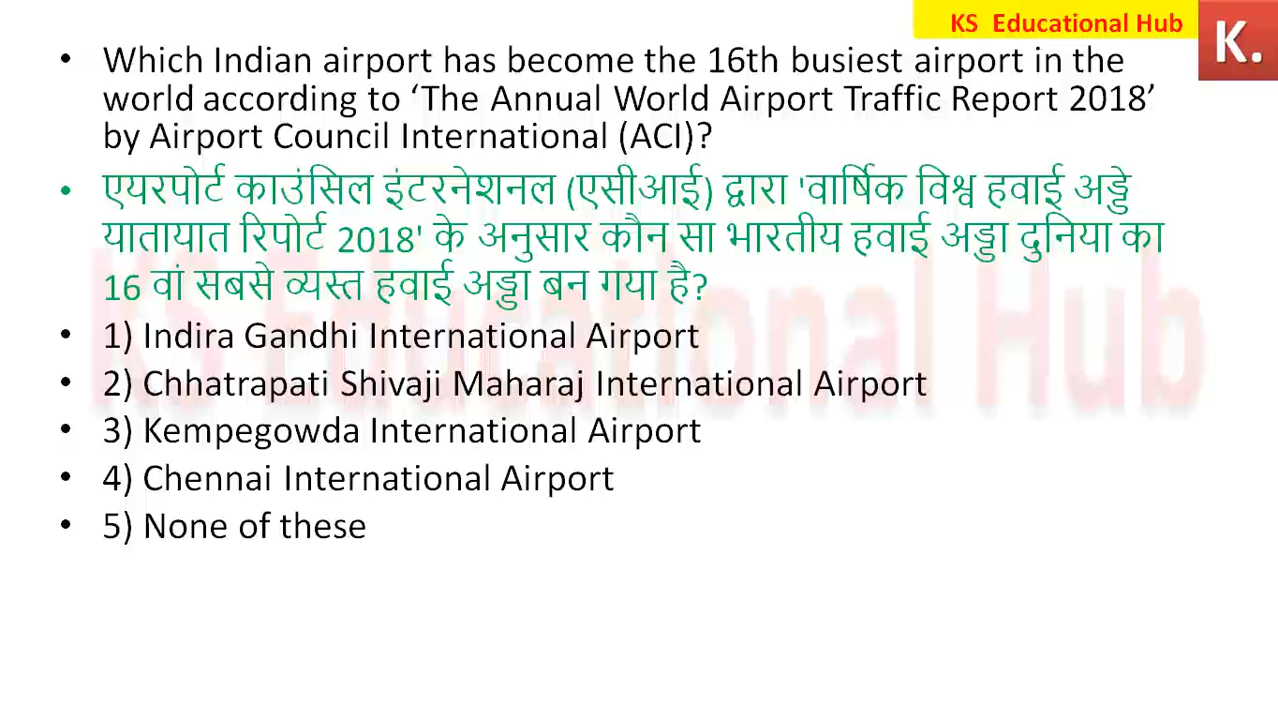 KS Educational Hub
K.
• Which Indian airport has become the 16th busiest airport in the
world according to ‘The Annual World Airport Traffic Report 2018’
by Airport Council International (ACI)?
• एयरपोर्ट काउंसिल इंटरनेशनल (एसीआई) द्वारा 'वार्षिक विश्व हवाई अड्डे
यातायात रिपोर्ट 2018' के अनुसार कौन सा भारतीय हवाई अड्डा दुनिया का
16 वां सबसे व्यस्त हवाई अड्डा बन गया है?
• 1) Indira Gandhi International Airport
• 2) Chhatrapati Shivaji Maharaj International Airport
• 3) Kempegowda International Airport
• 4) Chennai International Airport
• 5) None of these
KS Educational Hub